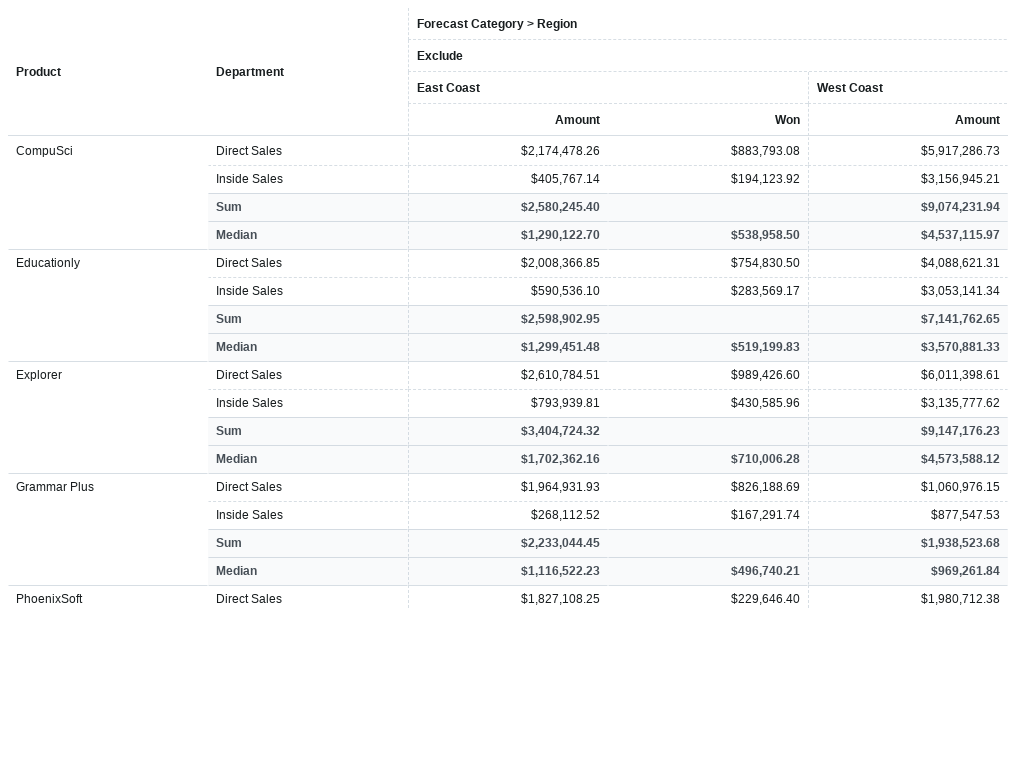 Forecast Category > Region
Exclude
Product Department
East Coast West Coast
Amount Won Amount
CompuSci Direct Sales $2,174,478.26 $883,793.08 $5,917,286.73
Inside Sales $405,767.14 $194,123.92 $3,156,945.21
Sum $2,580,245.40 $9,074,231.94
Median $1,290,122.70 $538,958.50 $4,537,115.97
Educationly Direct Sales $2,008,366.85 $754,830.50 $4,088,621.31
Inside Sales $590,536.10 $283,569.17 $3,053,141.34
Sum $2,598,902.95 $7,141,762.65
Median $1,299,451.48 $519,199.83 $3,570,881.33
Explorer Direct Sales $2,610,784.51 $989,426.60 $6,011,398.61
Inside Sales $793,939.81 $430,585.96 $3,135,777.62
Sum $3,404,724.32 $9,147,176.23
Median $1,702,362.16 $710,006.28 $4,573,588.12
Grammar Plus Direct Sales $1,964,931.93 $826,188.69 $1,060,976.15
Inside Sales $268,112.52 $167,291.74 $877,547.53
Sum $2,233,044.45 $1,938,523.68
Median $1,116,522.23 $496,740.21 $969,261.84
PhoenixSoft Direct Sales $1,827,108.25 $229,646.40 $1,980,712.38